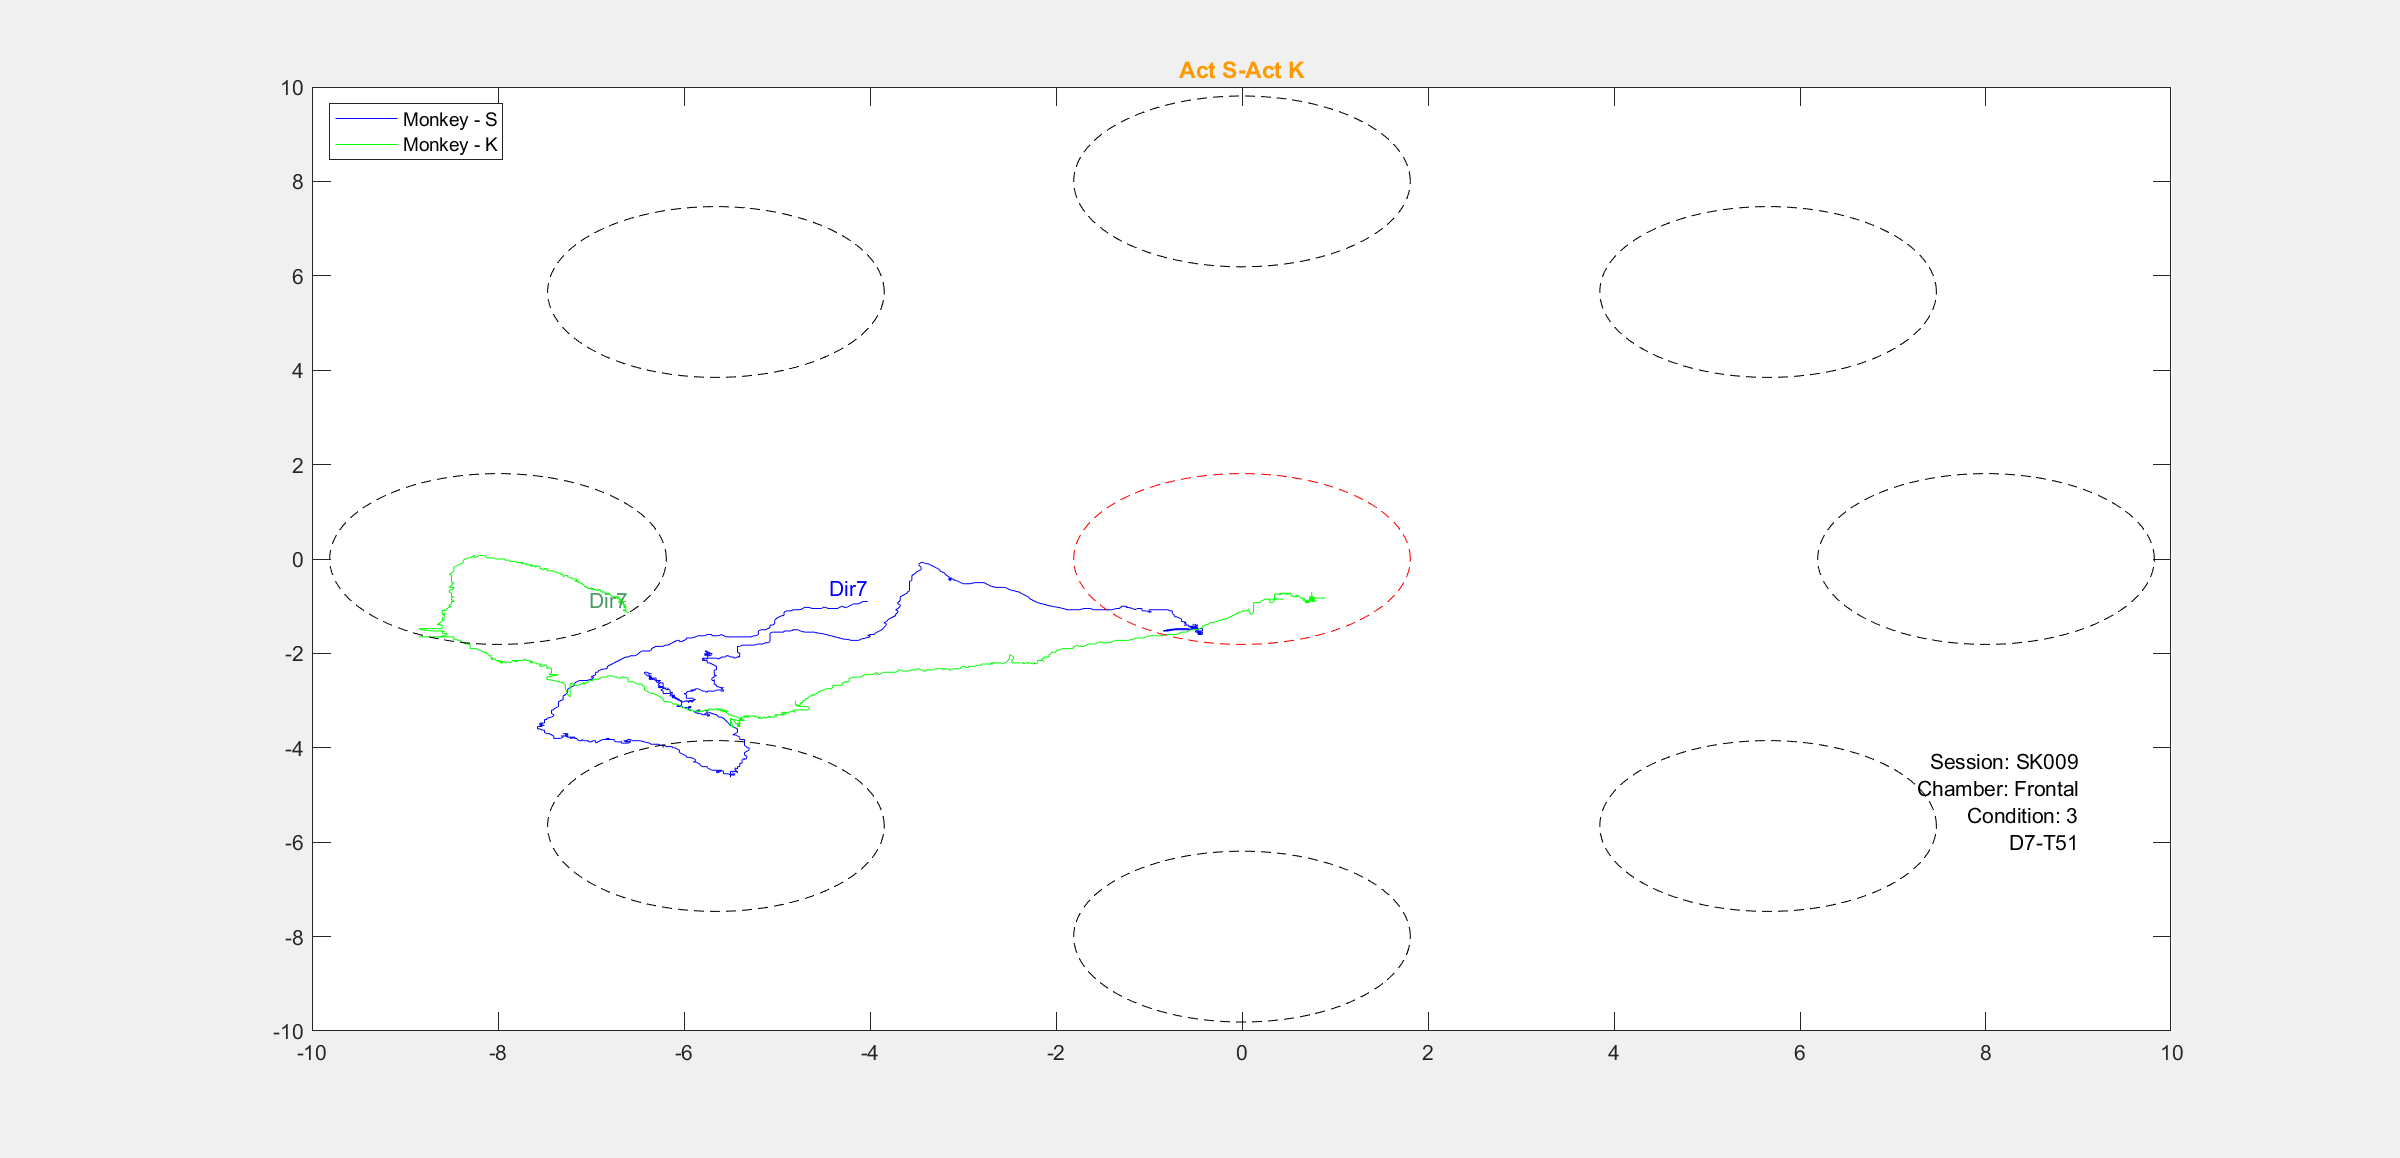 Act S-Act K
Monkey - S
Monkey - K
10
8
6
4
2
0
-2
-4
-6
-8
-10
Dir7
Dir7
Session: SK009
Chamber: Frontal
Condition: 3
D7-T51
-10 -8 -6 -4 -2 0 2 4 6 8 10